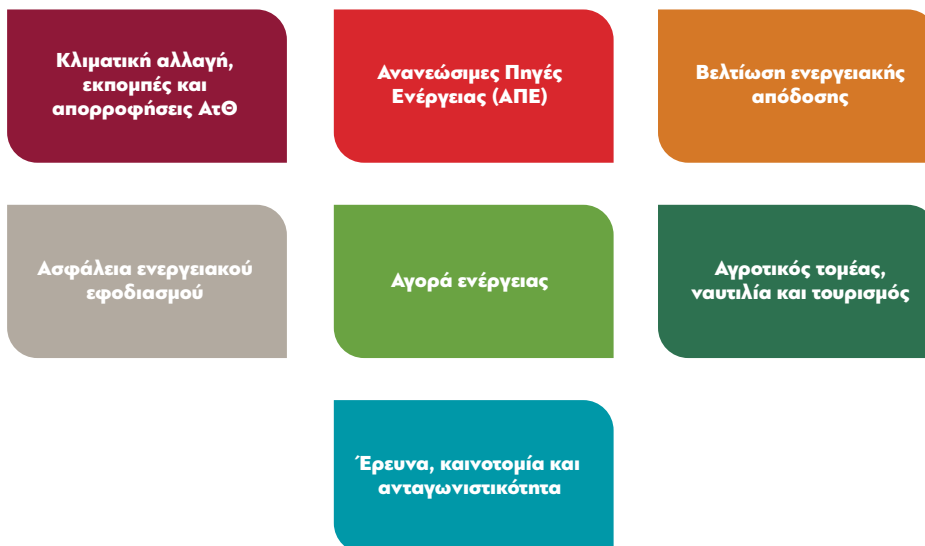 Κλιματική αλλαγή,
εκπομπές και
απορροφήσεις ΑτΘ
Ανανεώσιμες Πηγές
Ενέργειας (ΑΠΕ)
Βελτίωση ενεργειακής
απόδοσης
Ασφάλεια ενεργειακού
εφοδιασμού
Αγορά ενέργειας
Αγροτικός τομέας,
ναυτιλία και τουρισμός
Έρευνα, καινοτομία και
ανταγωνιστικότητα